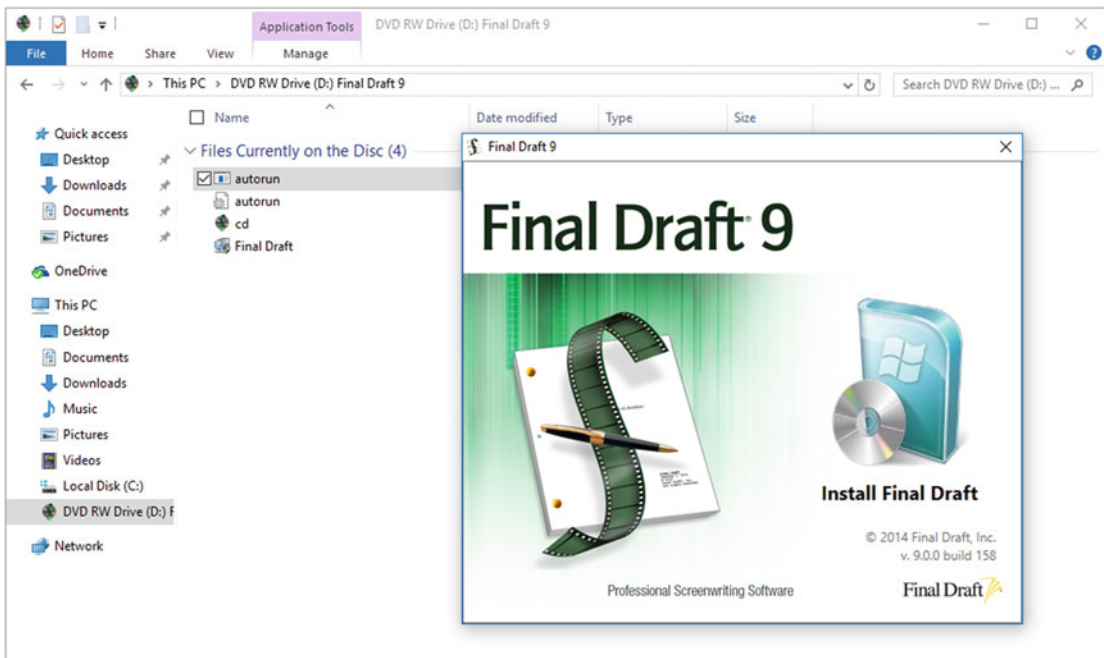 Application Tools
DVD RW Drive (D:) Final Draft 9
File
Home
Share
View
Manage
This PC > DVD RW Drive (D:) Final Draft 9
Search DVD RW Drive (D:) ...
Quick access
Desktop
Downloads
Documents
Pictures
OneDrive
This PC
Desktop
Documents
Downloads
Music
Pictures
Videos
Local Disk (C:)
DVD RW Drive (D:) F
Network
Name
Date modified
Type
Size
Files Currently on the Disc (4)
autorun
autorun
cd
Final Draft
Final Draft 9
Final Draft® 9
Install Final Draft
© 2014 Final Draft, Inc.
v. 9.0.0 build 158
Professional Screenwriting Software
Final Draft